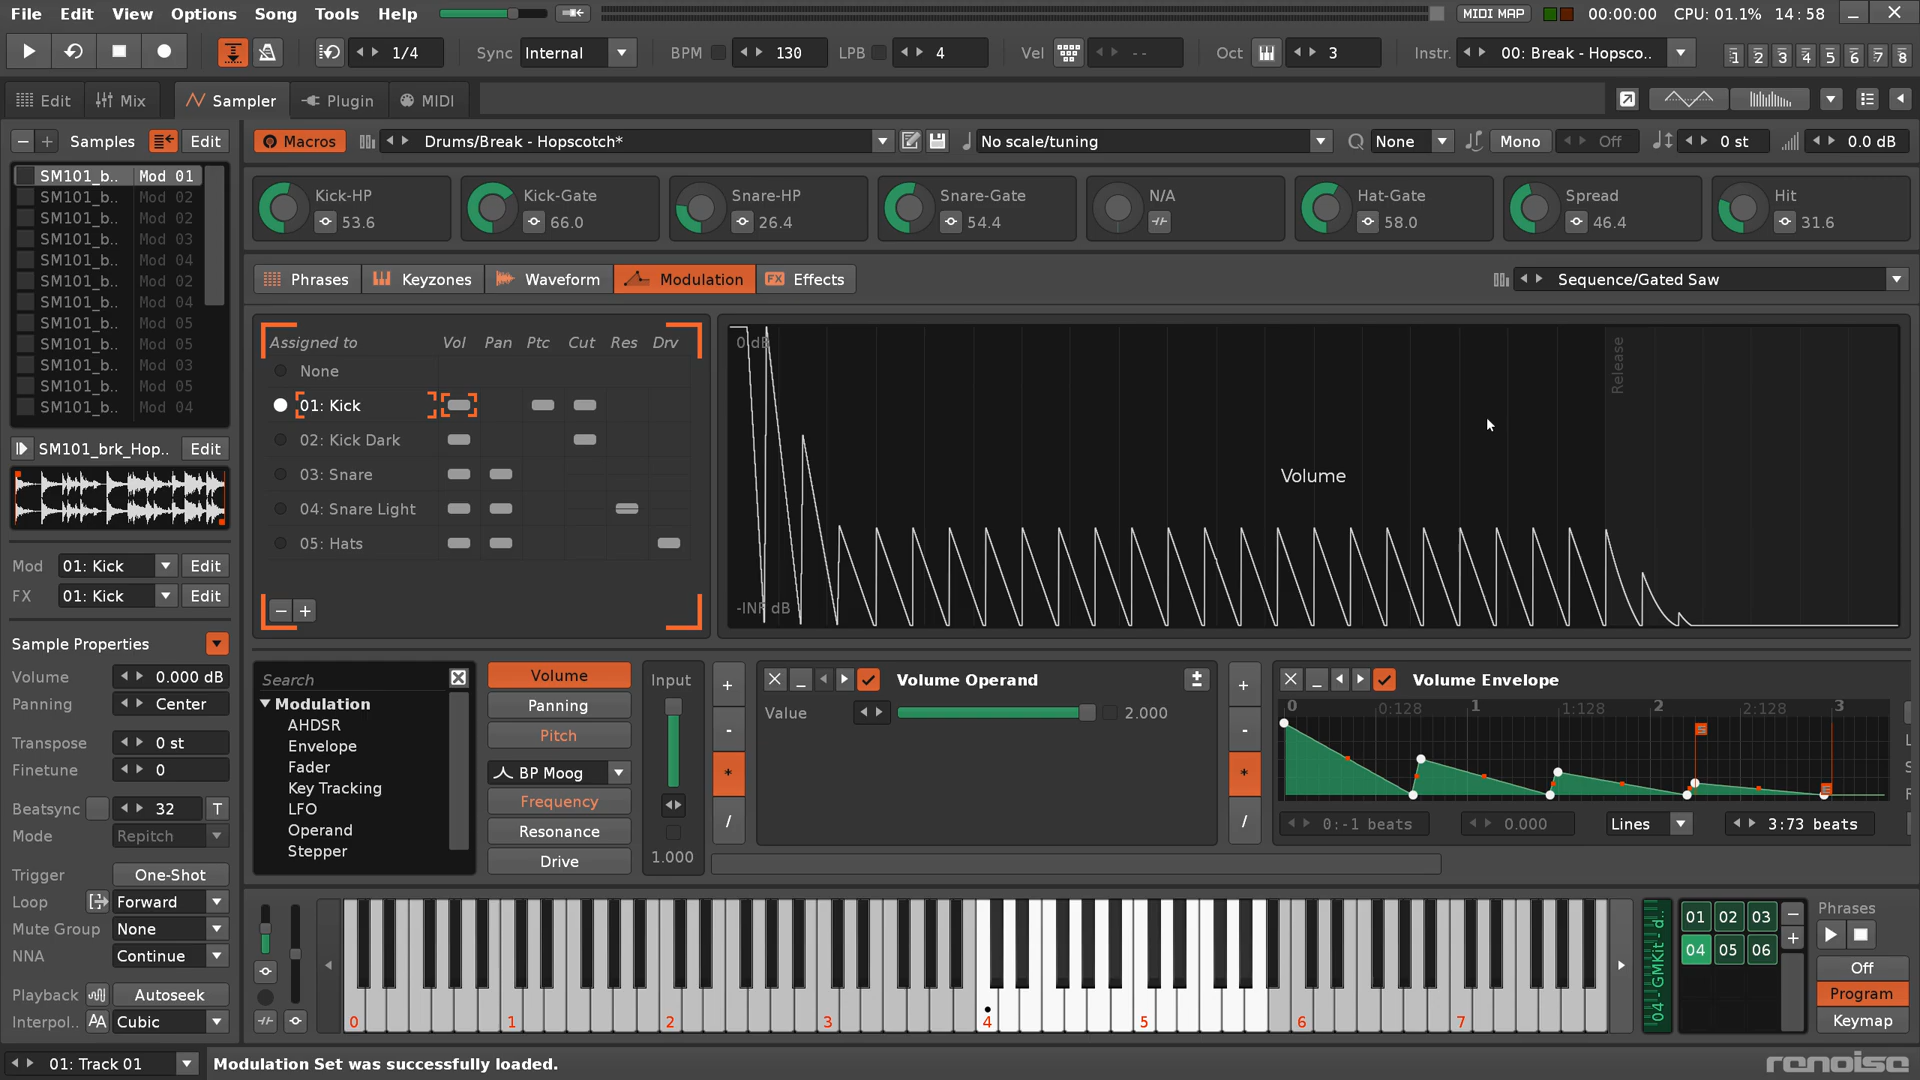 File Edit View Options Song Tools Help MIDI MAP 00:00:00 CPU: 01.1% 14:58
1/4 Sync Internal BPM 130 LPB 4 Vel -- Oct 3 Instr. 00: Break - Hopsco.. 1 2 3 4 5 6 7 8
Edit Mix Sampler Plugin MIDI
Samples Edit Macros Drums/Break - Hopscotch* No scale/tuning Q None Mono Off 0 st 0.0 dB
SM101_b.. Mod 01
SM101_b.. Mod 02
SM101_b.. Mod 02
SM101_b.. Mod 03
SM101_b.. Mod 04
SM101_b.. Mod 02
SM101_b.. Mod 04
SM101_b.. Mod 05
SM101_b.. Mod 05
SM101_b.. Mod 03
SM101_b.. Mod 05
SM101_b.. Mod 04
Kick-HP Kick-Gate Snare-HP Snare-Gate N/A Hat-Gate Spread Hit
53.6 66.0 26.4 54.4 58.0 46.4 31.6
Phrases Keyzones Waveform Modulation FX Effects Sequence/Gated Saw
Assigned to Vol Pan Ptc Cut Res Drv
None
01: Kick
02: Kick Dark
03: Snare
04: Snare Light
05: Hats
0 dB
Release
Volume
-INF dB
SM101_brk_Hop.. Edit
Mod 01: Kick Edit
FX 01: Kick Edit
Sample Properties
Volume 0.000 dB
Panning Center
Transpose 0 st
Finetune 0
Beatsync 32 T
Mode Repitch
Trigger One-Shot
Loop Forward
Mute Group None
NNA Continue
Playback Autoseek
Interpol.. AA Cubic
Search
Modulation
AHDSR
Envelope
Fader
Key Tracking
LFO
Operand
Stepper
Volume
Panning
Pitch
BP Moog
Frequency
Resonance
Drive
Input
1.000
+
-
*
/
Volume Operand
Value 2.000
+
-
*
/
Volume Envelope
0 0:128 1 1:128 2 2:128 3
S
S
0:-1 beats 0.000 Lines 3:73 beats
0 1 2 3 4 5 6 7
04 - GMKit - d..
01 02 03
04 05 06
Phrases
Off
Program
Keymap
01: Track 01 Modulation Set was successfully loaded. renoise